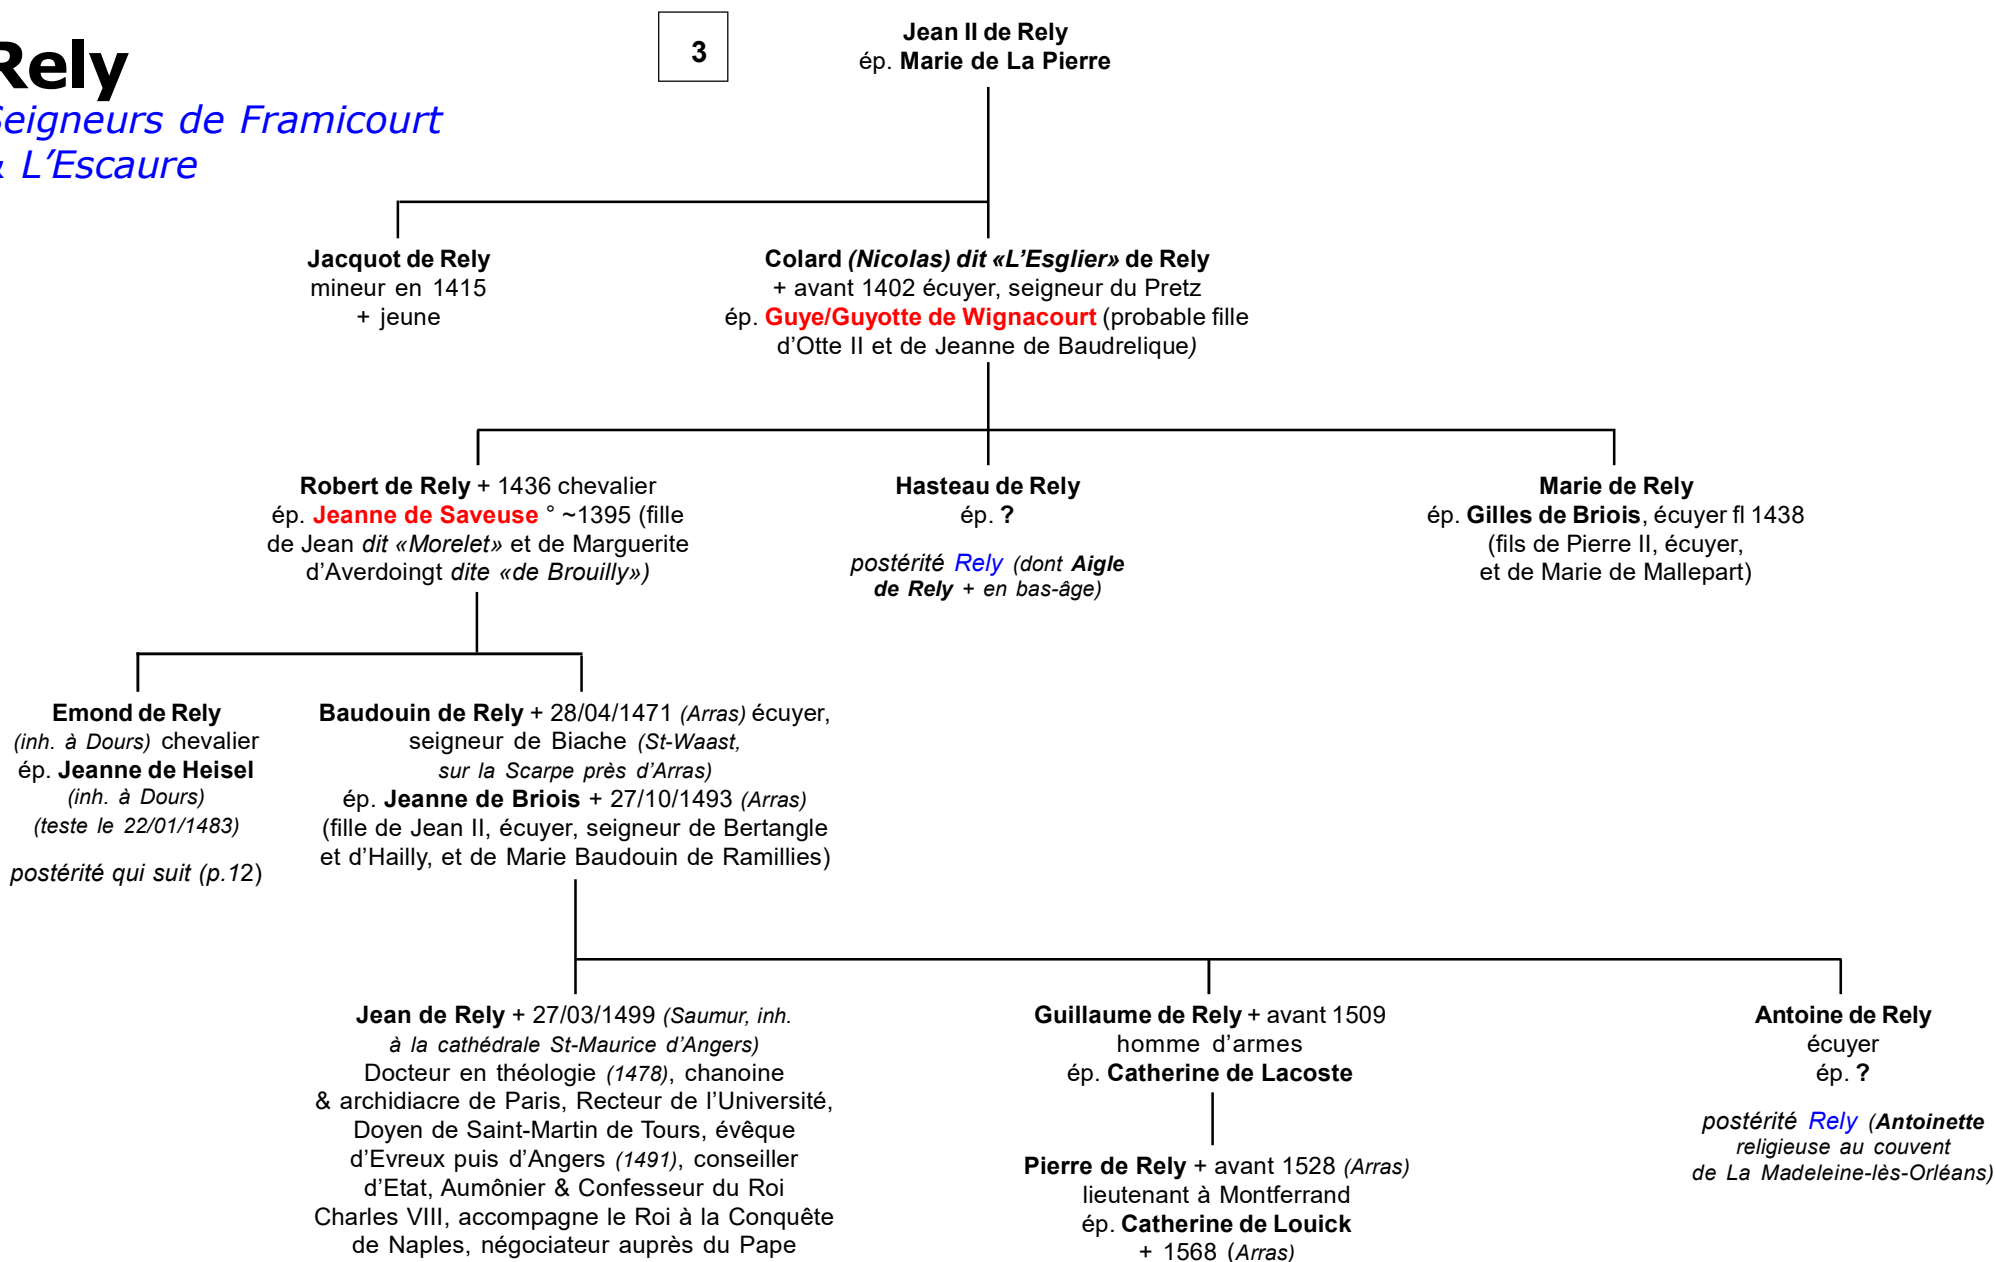 Rely
Seigneurs de Framicourt
& L’Escaure
3
Jean II de Rely
ép. Marie de La Pierre
Jacquot de Rely
mineur en 1415
+ jeune
Colard (Nicolas) dit «L’Esglier» de Rely
+ avant 1402 écuyer, seigneur du Pretz
ép. Guye/Guyotte de Wignacourt (probable fille
d’Otte II et de Jeanne de Baudrelique)
Robert de Rely + 1436 chevalier
ép. Jeanne de Saveuse ° ~1395 (fille
de Jean dit «Morelet» et de Marguerite
d’Averdoingt dite «de Brouilly»)
Hasteau de Rely
ép. ?
postérité Rely (dont Aigle
de Rely + en bas-âge)
Marie de Rely
ép. Gilles de Briois, écuyer fl 1438
(fils de Pierre II, écuyer,
et de Marie de Mallepart)
Emond de Rely
(inh. à Dours) chevalier
ép. Jeanne de Heisel
(inh. à Dours)
(teste le 22/01/1483)
postérité qui suit (p.12)
Baudouin de Rely + 28/04/1471 (Arras) écuyer,
seigneur de Biache (St-Waast,
sur la Scarpe près d’Arras)
ép. Jeanne de Briois + 27/10/1493 (Arras)
(fille de Jean II, écuyer, seigneur de Bertangle
et d’Hailly, et de Marie Baudouin de Ramillies)
Jean de Rely + 27/03/1499 (Saumur, inh.
à la cathédrale St-Maurice d’Angers)
Docteur en théologie (1478), chanoine
& archidiacre de Paris, Recteur de l’Université,
Doyen de Saint-Martin de Tours, évêque
d’Evreux puis d’Angers (1491), conseiller
d’Etat, Aumônier & Confesseur du Roi
Charles VIII, accompagne le Roi à la Conquête
de Naples, négociateur auprès du Pape
Guillaume de Rely + avant 1509
homme d’armes
ép. Catherine de Lacoste
Pierre de Rely + avant 1528 (Arras)
lieutenant à Montferrand
ép. Catherine de Louick
+ 1568 (Arras)
Antoine de Rely
écuyer
ép. ?
postérité Rely (Antoinette
religieuse au couvent
de La Madeleine-lès-Orléans)